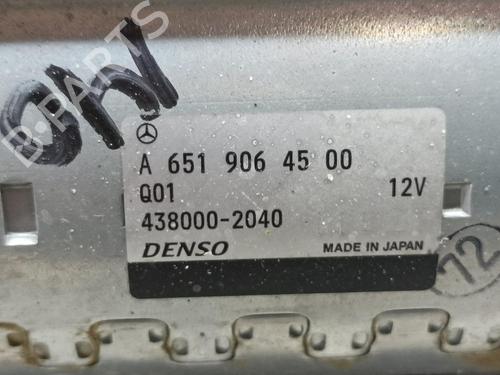 B-PARTS
A 651 906 45 00
Q01 12V
438000-2040
DENSO MADE IN JAPAN
72